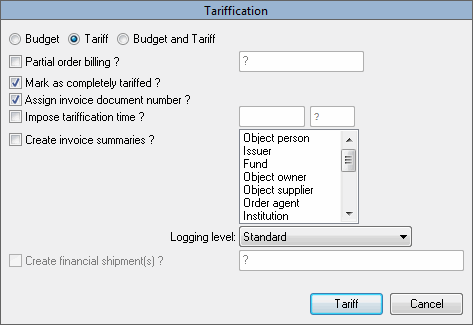 Tariffication
Budget Tariff Budget and Tariff
Partial order billing ? ?
Mark as completely tariffed ?
Assign invoice document number ?
Impose tariffication time ? ?
Create invoice summaries ? Object person
Issuer
Fund
Object owner
Object supplier
Order agent
Institution
Logging level: Standard
Create financial shipment(s) ? ?
Tariff Cancel